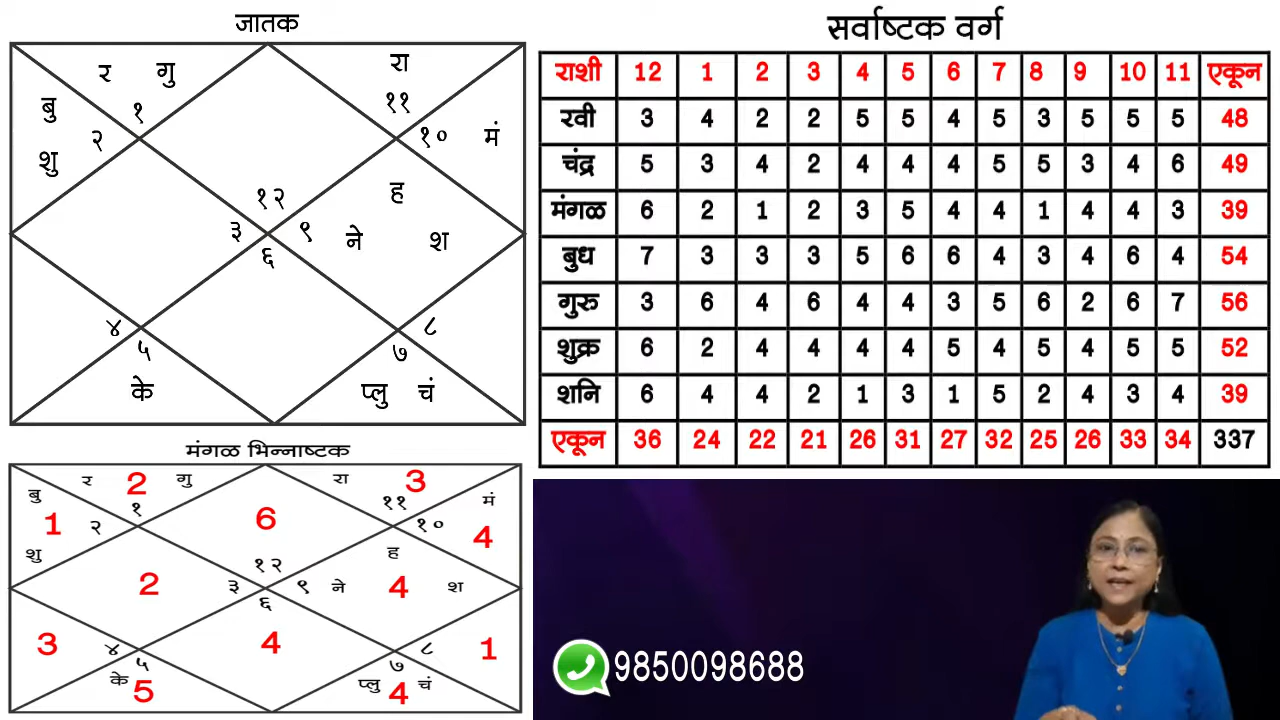 जातक
र गु
रा
बु
१
११
२
१०
मं
शु
१२
ह
३
९
ने
श
६
४
८
५
७
के
प्लु चं
सर्वाष्टक वर्ग
राशी 12 1 2 3 4 5 6 7 8 9 10 11 एकून
रवी 3 4 2 2 5 5 4 5 3 5 5 5 48
चंद्र 5 3 4 2 4 4 4 5 5 3 4 6 49
मंगळ 6 2 1 2 3 5 4 4 1 4 4 3 39
बुध 7 3 3 3 5 6 6 4 3 4 6 4 54
गुरु 3 6 4 6 4 4 3 5 6 2 6 7 56
शुक्र 6 2 4 4 4 4 5 4 5 4 5 5 52
शनि 6 4 4 2 1 3 1 5 2 4 3 4 39
एकून 36 24 22 21 26 31 27 32 25 26 33 34 337
मंगळ भिन्नाष्टक
र 2 गु
रा 3
बु
१
११
मं
1 २
6
१०
4
शु
ह
१२
2
३
९
ने
4
श
६
3
४
4
८
1
५
७
के
5
प्लु 4 चं
9850098688